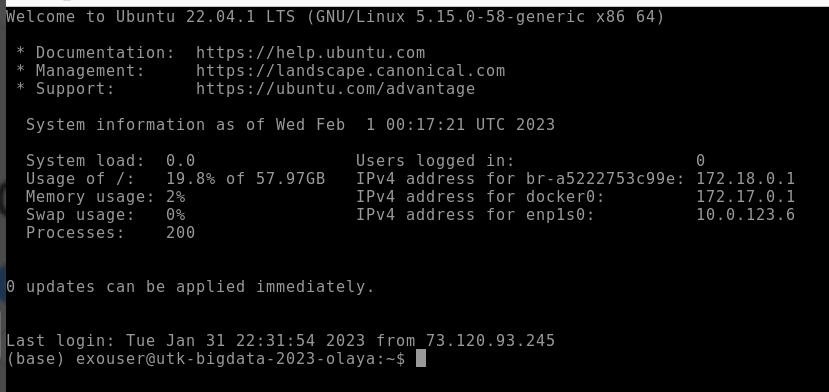 Welcome to Ubuntu 22.04.1 LTS (GNU/Linux 5.15.0-58-generic x86 64)
* Documentation:  https://help.ubuntu.com
* Management:     https://landscape.canonical.com
* Support:        https://ubuntu.com/advantage
System information as of Wed Feb  1 00:17:21 UTC 2023
System load:  0.0                Users logged in:                  0
Usage of /:   19.8% of 57.97GB   IPv4 address for br-a5222753c99e: 172.18.0.1
Memory usage: 2%                 IPv4 address for docker0:         172.17.0.1
Swap usage:   0%                 IPv4 address for enp1s0:          10.0.123.6
Processes:    200
0 updates can be applied immediately.
Last login: Tue Jan 31 22:31:54 2023 from 73.120.93.245
(base) exouser@utk-bigdata-2023-olaya:~$